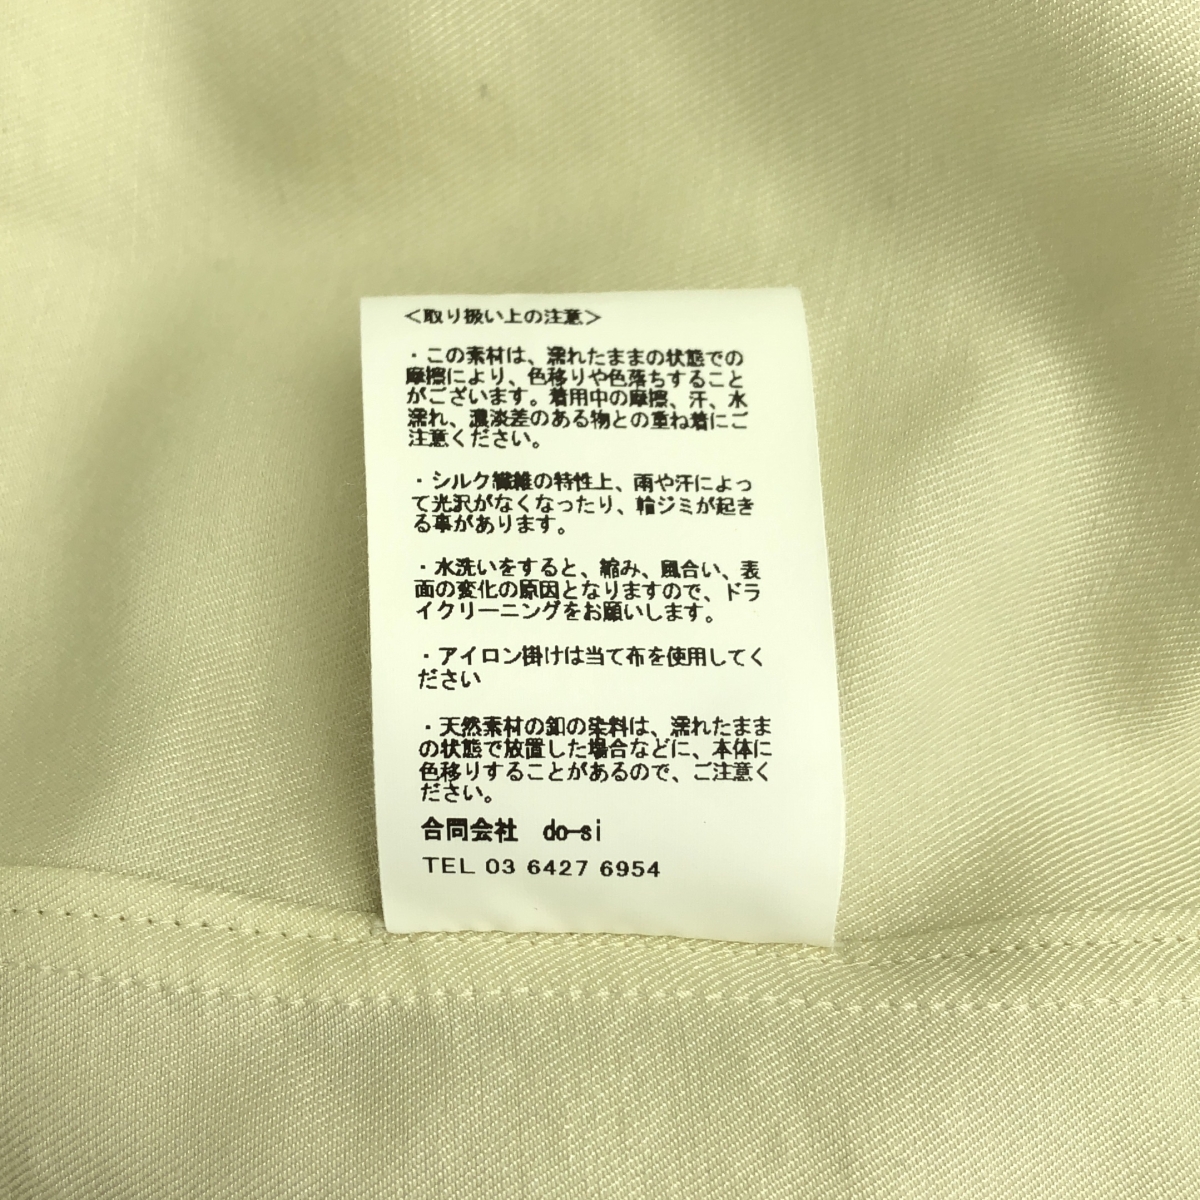 ＜取り扱い上の注意＞
・この素材は、濡れたままの状態での
摩擦により、色移りや色落ちすること
がございます。着用中の摩擦、汗、水
濡れ、濃淡差のある物との重ね着にご
注意ください。
・シルク繊維の特性上、雨や汗によっ
て光沢がなくなったり、輪ジミが起き
る事があります。
・水洗いをすると、縮み、風合い、表
面の変化の原因となりますので、ドラ
イクリーニングをお願いします。
・アイロン掛けは当て布を使用してく
ださい
・天然素材の釦の染料は、濡れたまま
の状態で放置した場合などに、本体に
色移りすることがあるので、ご注意く
ださい。
合同会社 do-si
TEL 03 6427 6954